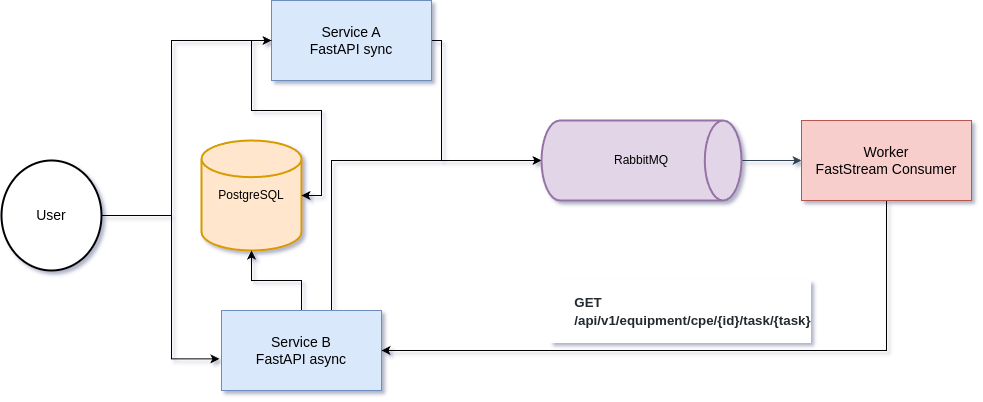 Service A
FastAPI sync
RabbitMQ
Worker
FastStream Consumer
PostgreSQL
User
GET
/api/v1/equipment/cpe/{id}/task/{task}
Service B
FastAPI async